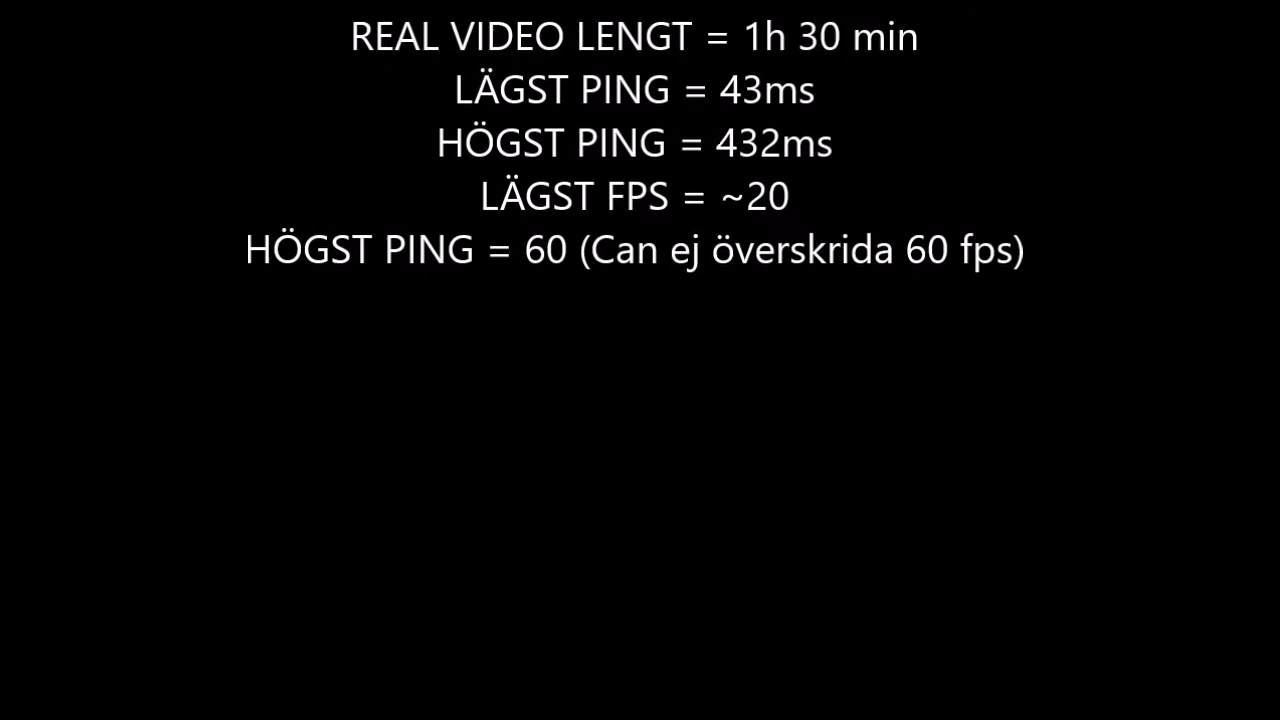 REAL VIDEO LENGT = 1h 30 min
LÄGST PING = 43ms
HÖGST PING = 432ms
LÄGST FPS = ~20
HÖGST PING = 60 (Can ej överskrida 60 fps)